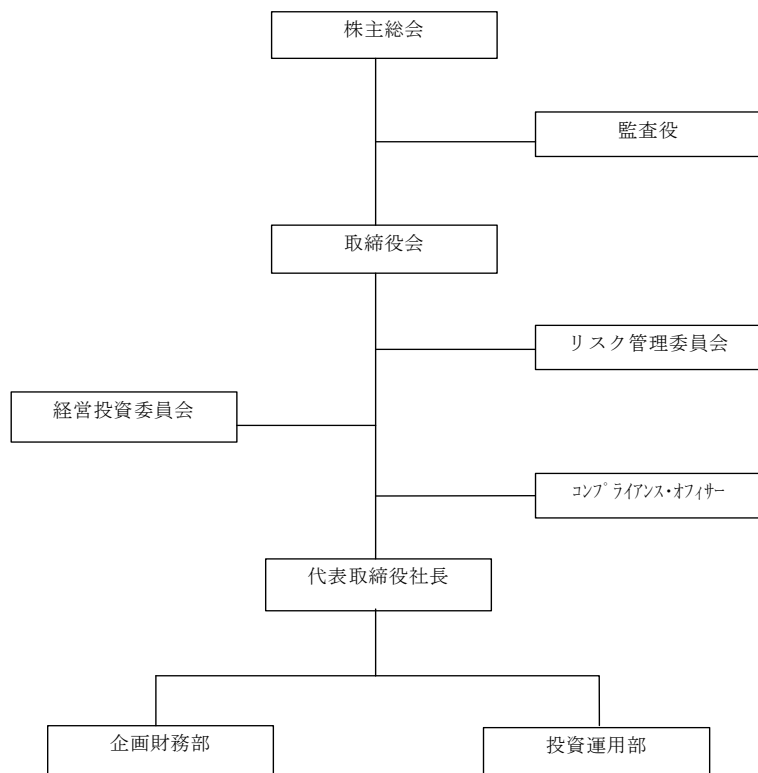 株主総会
監査役
取締役会
リスク管理委員会
経営投資委員会
コンプライアンス・オフィサー
代表取締役社長
企画財務部
投資運用部